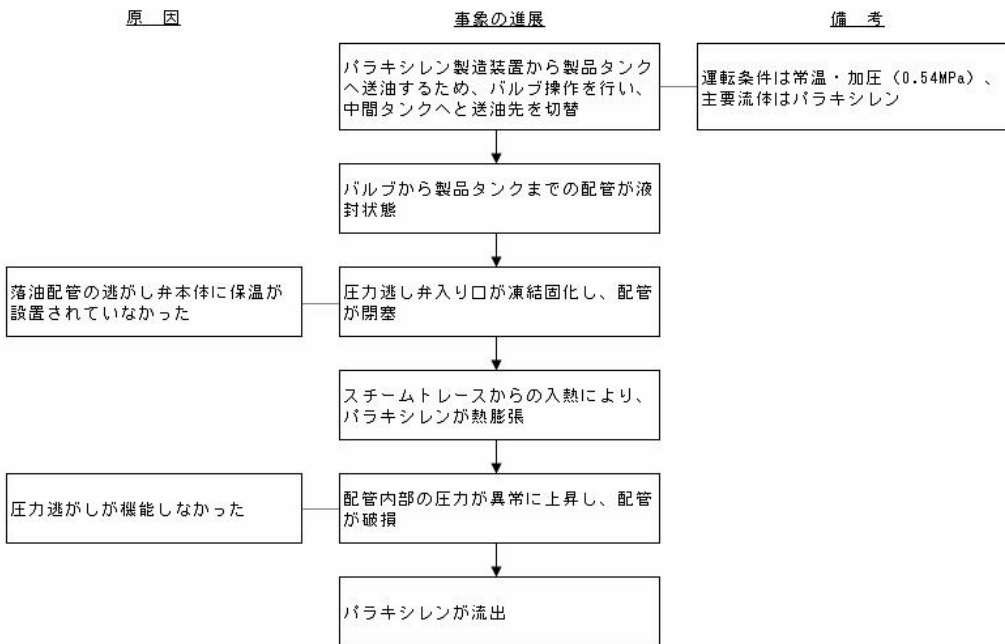 原　因
事象の進展
備　考
パラキシレン製造装置から製品タンク
へ送油するため、バルブ操作を行い、
中間タンクへと送油先を切替
運転条件は常温・加圧（0.54MPa）、
主要流体はパラキシレン
バルブから製品タンクまでの配管が液
封状態
落油配管の逃がし弁本体に保温が
設置されていなかった
圧力逃し弁入り口が凍結固化し、配管
が閉塞
スチームトレースからの入熱により、
パラキシレンが熱膨張
圧力逃がしが機能しなかった
配管内部の圧力が異常に上昇し、配管
が破損
パラキシレンが流出